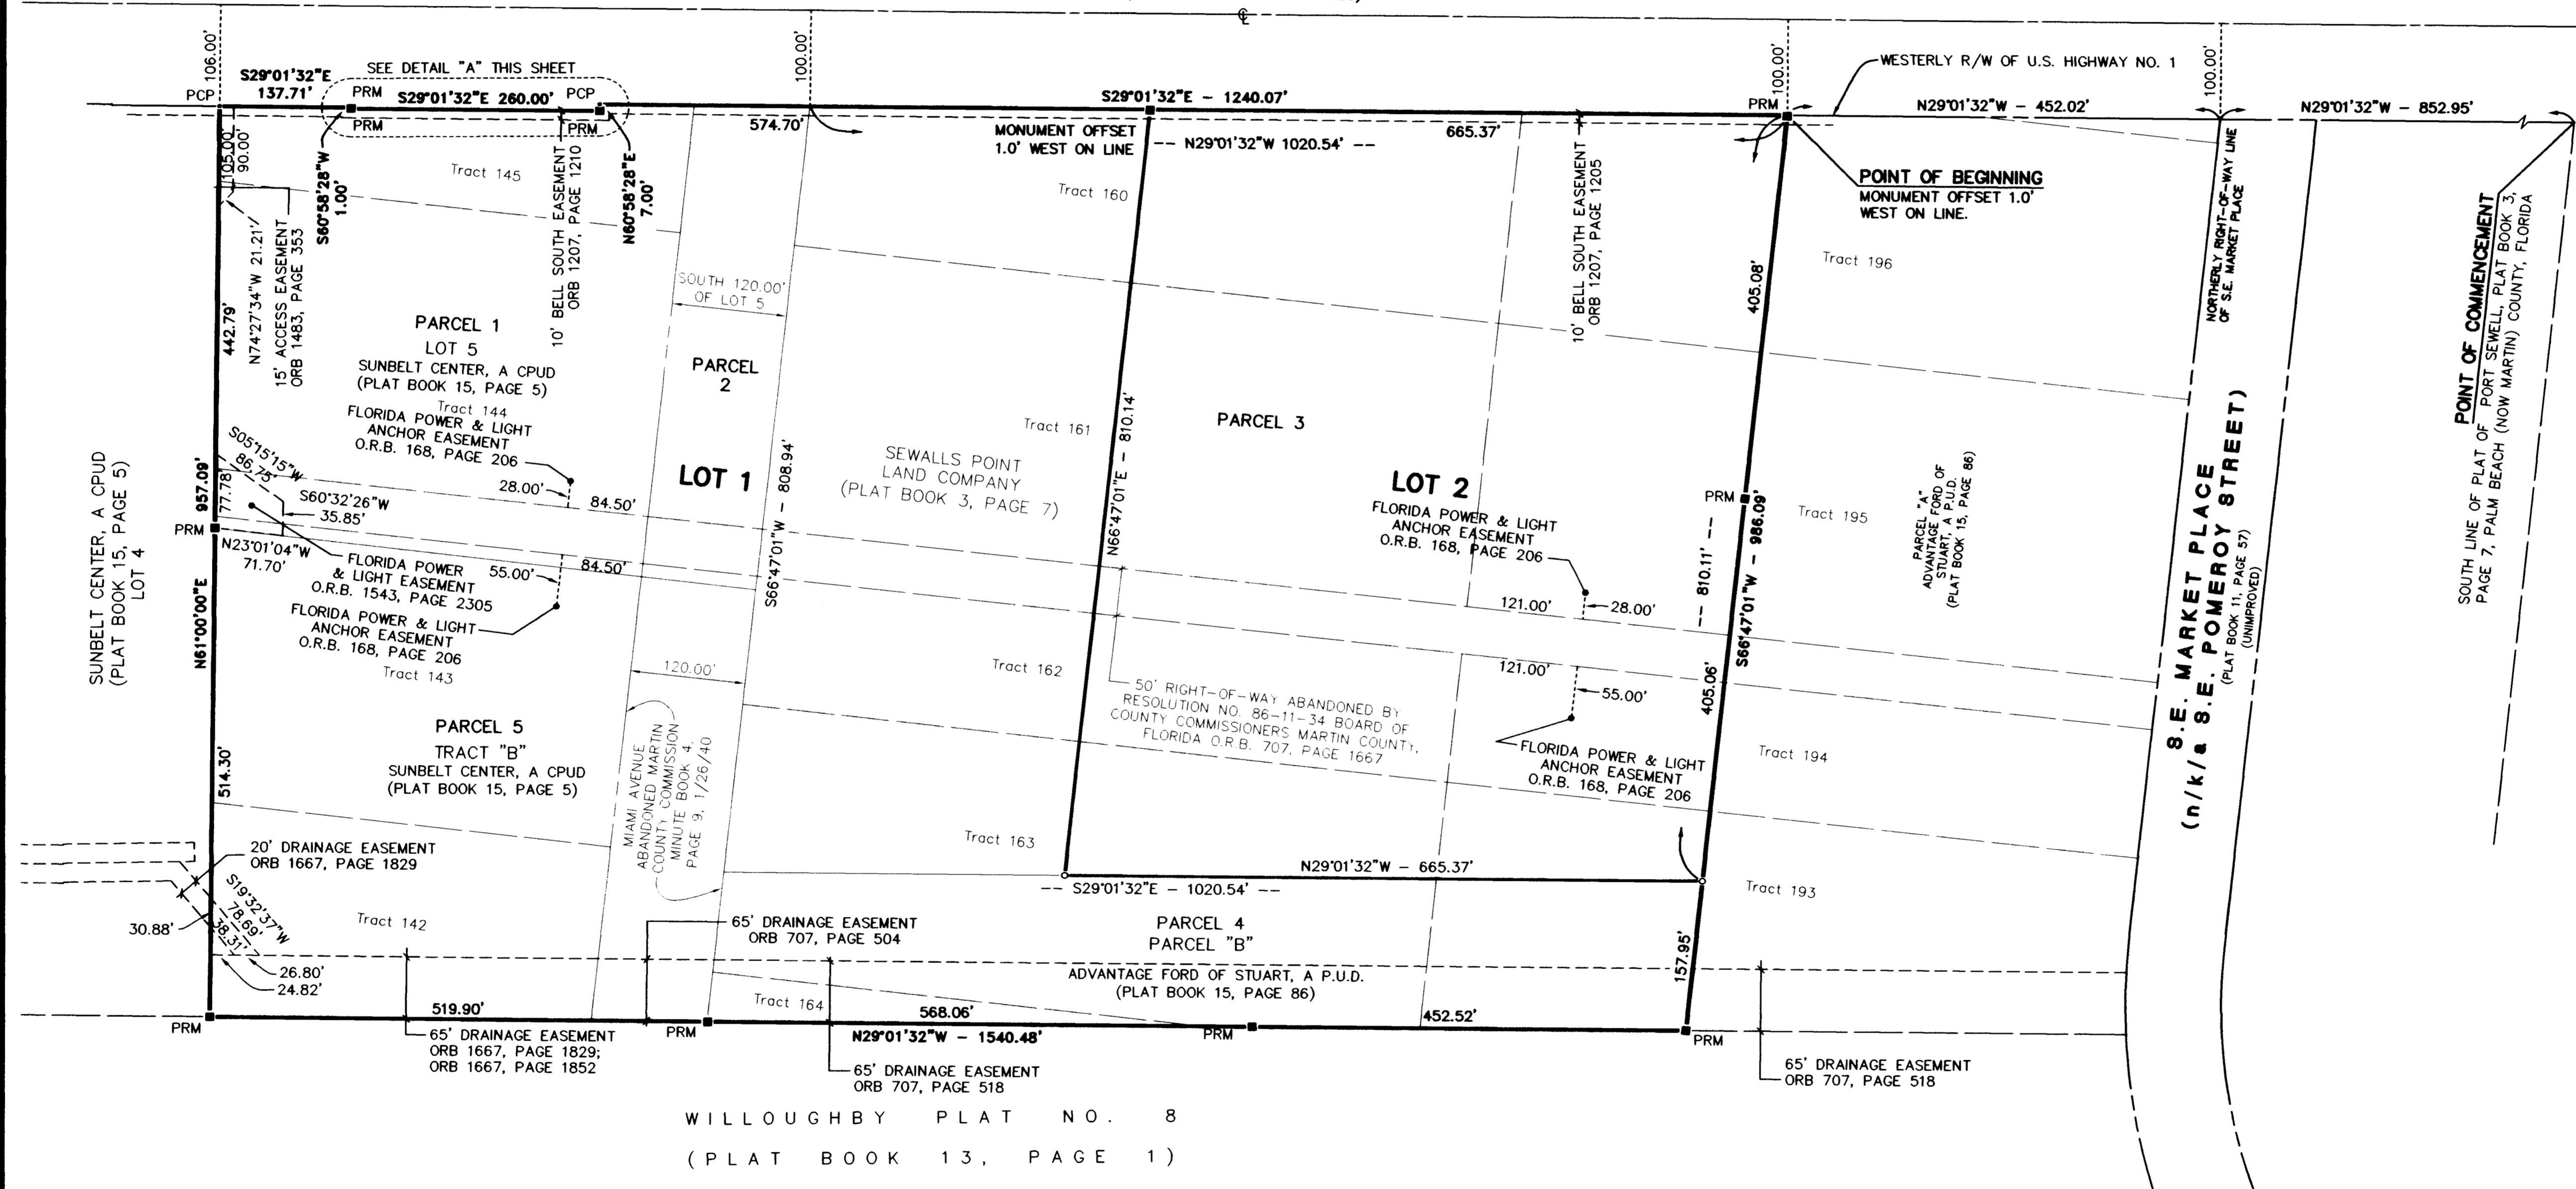 ℄
106.00'
100.00'
100.00'
100.00'
SEE DETAIL "A" THIS SHEET
WESTERLY R/W OF U.S. HIGHWAY NO. 1
PCP
S29°01'32"E
137.71'
PRM
S29°01'32"E 260.00'
PCP
PRM
PRM
S29°01'32"E - 1240.07'
PRM
N29°01'32"W - 452.02'
N29°01'32"W - 852.95'
574.70'
MONUMENT OFFSET
1.0' WEST ON LINE
-- N29°01'32"W 1020.54' --
665.37'
105.00'
90.00'
S60°58'28"W
1.00'
N60°58'28"E
7.00'
Tract 145
10' BELL SOUTH EASEMENT
ORB 1207, PAGE 1210
Tract 160
10' BELL SOUTH EASEMENT
ORB 1207, PAGE 1205
POINT OF BEGINNING
MONUMENT OFFSET 1.0'
WEST ON LINE.
NORTHERLY RIGHT-OF-WAY LINE
OF S.E. MARKET PLACE
POINT OF COMMENCEMENT
SOUTH LINE OF PLAT OF PORT SEWELL, PLAT BOOK 3,
PAGE 7, PALM BEACH (NOW MARTIN) COUNTY, FLORIDA
442.79'
N74°27'34"W 21.21'
15' ACCESS EASEMENT
ORB 1483, PAGE 353
SOUTH 120.00'
OF LOT 5
405.08'
Tract 196
PARCEL 1
LOT 5
SUNBELT CENTER, A CPUD
(PLAT BOOK 15, PAGE 5)
Tract 144
FLORIDA POWER & LIGHT
ANCHOR EASEMENT
O.R.B. 168, PAGE 206
28.00'
84.50'
PARCEL
2
LOT 1
S66°47'01"W - 808.94'
Tract 161
SEWALLS POINT
LAND COMPANY
(PLAT BOOK 3, PAGE 7)
N66°47'01"E - 810.14'
PARCEL 3
LOT 2
FLORIDA POWER & LIGHT
ANCHOR EASEMENT
O.R.B. 168, PAGE 206
121.00'
28.00'
PRM
-- 810.11' --
S66°47'01"W - 986.09'
Tract 195
PARCEL "A"
ADVANTAGE FORD OF
STUART, A P.U.D.
(PLAT BOOK 15, PAGE 86)
S.E. MARKET PLACE
(n/k/a S.E. POMEROY STREET)
(PLAT BOOK 11, PAGE 57)
(UNIMPROVED)
SUNBELT CENTER, A CPUD
(PLAT BOOK 15, PAGE 5)
LOT 4
957.09'
S05°15'15"W
86.75'
77.78'
S60°32'26"W
35.85'
PRM
N23°01'04"W
71.70'
FLORIDA POWER
& LIGHT EASEMENT
O.R.B. 1543, PAGE 2305
55.00'
84.50'
FLORIDA POWER & LIGHT
ANCHOR EASEMENT
O.R.B. 168, PAGE 206
N61°00'00"E
Tract 143
120.00'
Tract 162
50' RIGHT-OF-WAY ABANDONED BY
RESOLUTION NO. 86-11-34 BOARD OF
COUNTY COMMISSIONERS MARTIN COUNTY,
FLORIDA O.R.B. 707, PAGE 1667
121.00'
55.00'
FLORIDA POWER & LIGHT
ANCHOR EASEMENT
O.R.B. 168, PAGE 206
405.06'
Tract 194
PARCEL 5
TRACT "B"
SUNBELT CENTER, A CPUD
(PLAT BOOK 15, PAGE 5)
514.30'
MIAMI AVENUE
ABANDONED MARTIN
COUNTY COMMISSION
MINUTE BOOK 4,
PAGE 9, 1/26/40
Tract 163
N29°01'32"W - 665.37'
-- S29°01'32"E - 1020.54' --
Tract 193
20' DRAINAGE EASEMENT
ORB 1667, PAGE 1829
S19°32'37"W
78.69'
38.31'
30.88'
26.80'
24.82'
Tract 142
65' DRAINAGE EASEMENT
ORB 707, PAGE 504
PARCEL 4
PARCEL "B"
ADVANTAGE FORD OF STUART, A P.U.D.
(PLAT BOOK 15, PAGE 86)
157.95'
Tract 164
PRM
519.90'
PRM
568.06'
N29°01'32"W - 1540.48'
PRM
452.52'
PRM
65' DRAINAGE EASEMENT
ORB 1667, PAGE 1829;
ORB 1667, PAGE 1852
65' DRAINAGE EASEMENT
ORB 707, PAGE 518
65' DRAINAGE EASEMENT
ORB 707, PAGE 518
WILLOUGHBY PLAT NO. 8
(PLAT BOOK 13, PAGE 1)